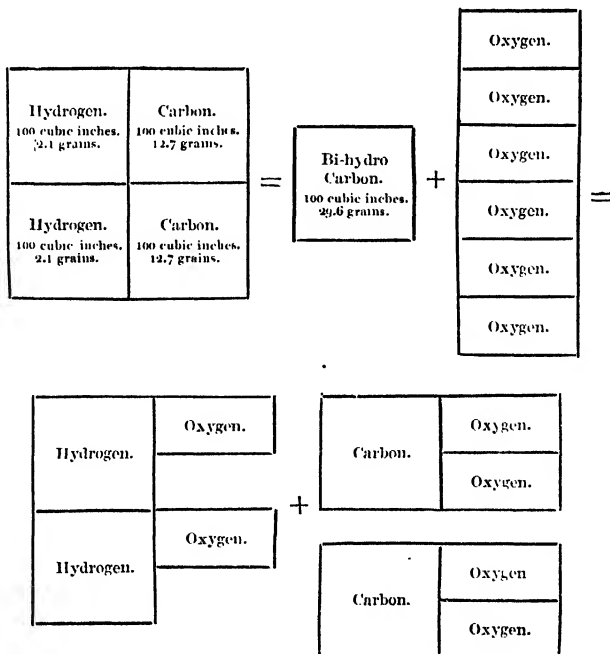 Hydrogen.
100 cubic inches.
2.1 grains.
Carbon.
100 cubic inches.
12.7 grains.
Hydrogen.
100 cubic inches.
2.1 grains.
Carbon.
100 cubic inches.
12.7 grains.
=
Bi-hydro
Carbon.
100 cubic inches.
29.6 grains.
+
Oxygen.
Oxygen.
Oxygen.
Oxygen.
Oxygen.
Oxygen.
=
Hydrogen.
Oxygen.
Hydrogen.
Oxygen.
+
Carbon.
Oxygen.
Oxygen.
Carbon.
Oxygen
Oxygen.